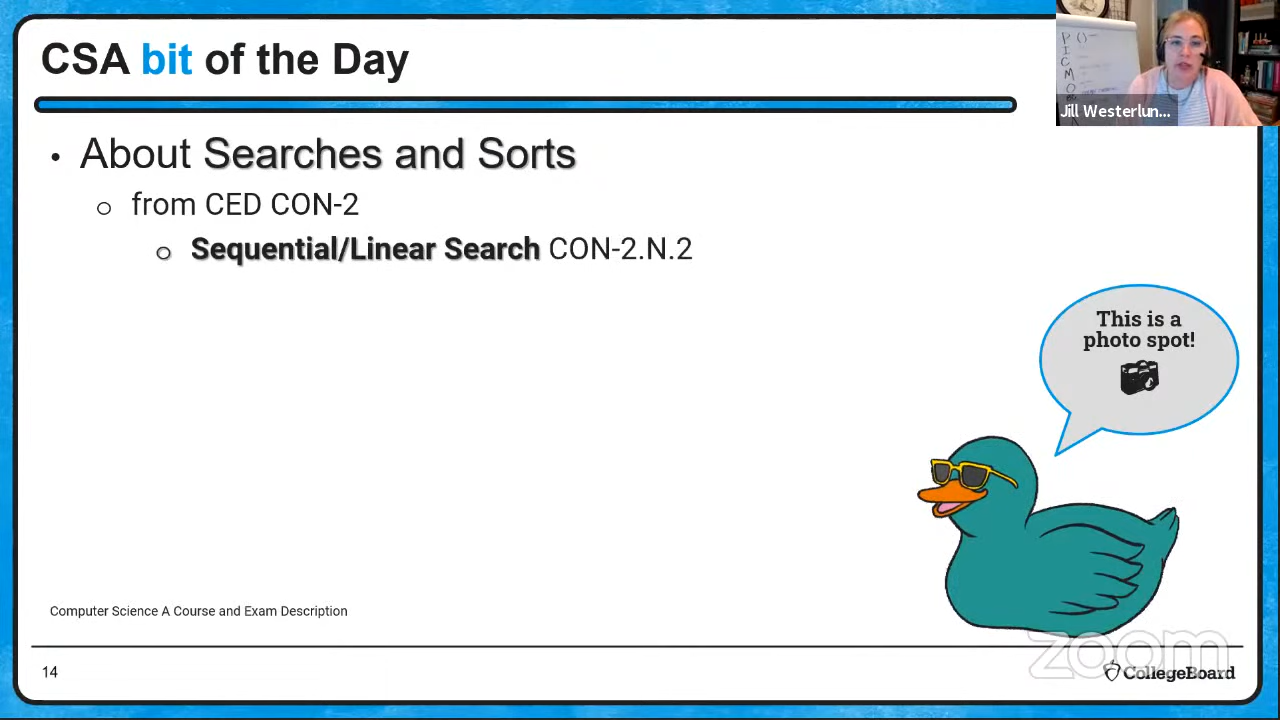 CSA bit of the Day
P () –
I
C
M
O
Jill Westerlun...
• About Searches and Sorts
o from CED CON-2
o Sequential/Linear Search CON-2.N.2
This is a
photo spot!
Computer Science A Course and Exam Description
zoom
14
CollegeBoard